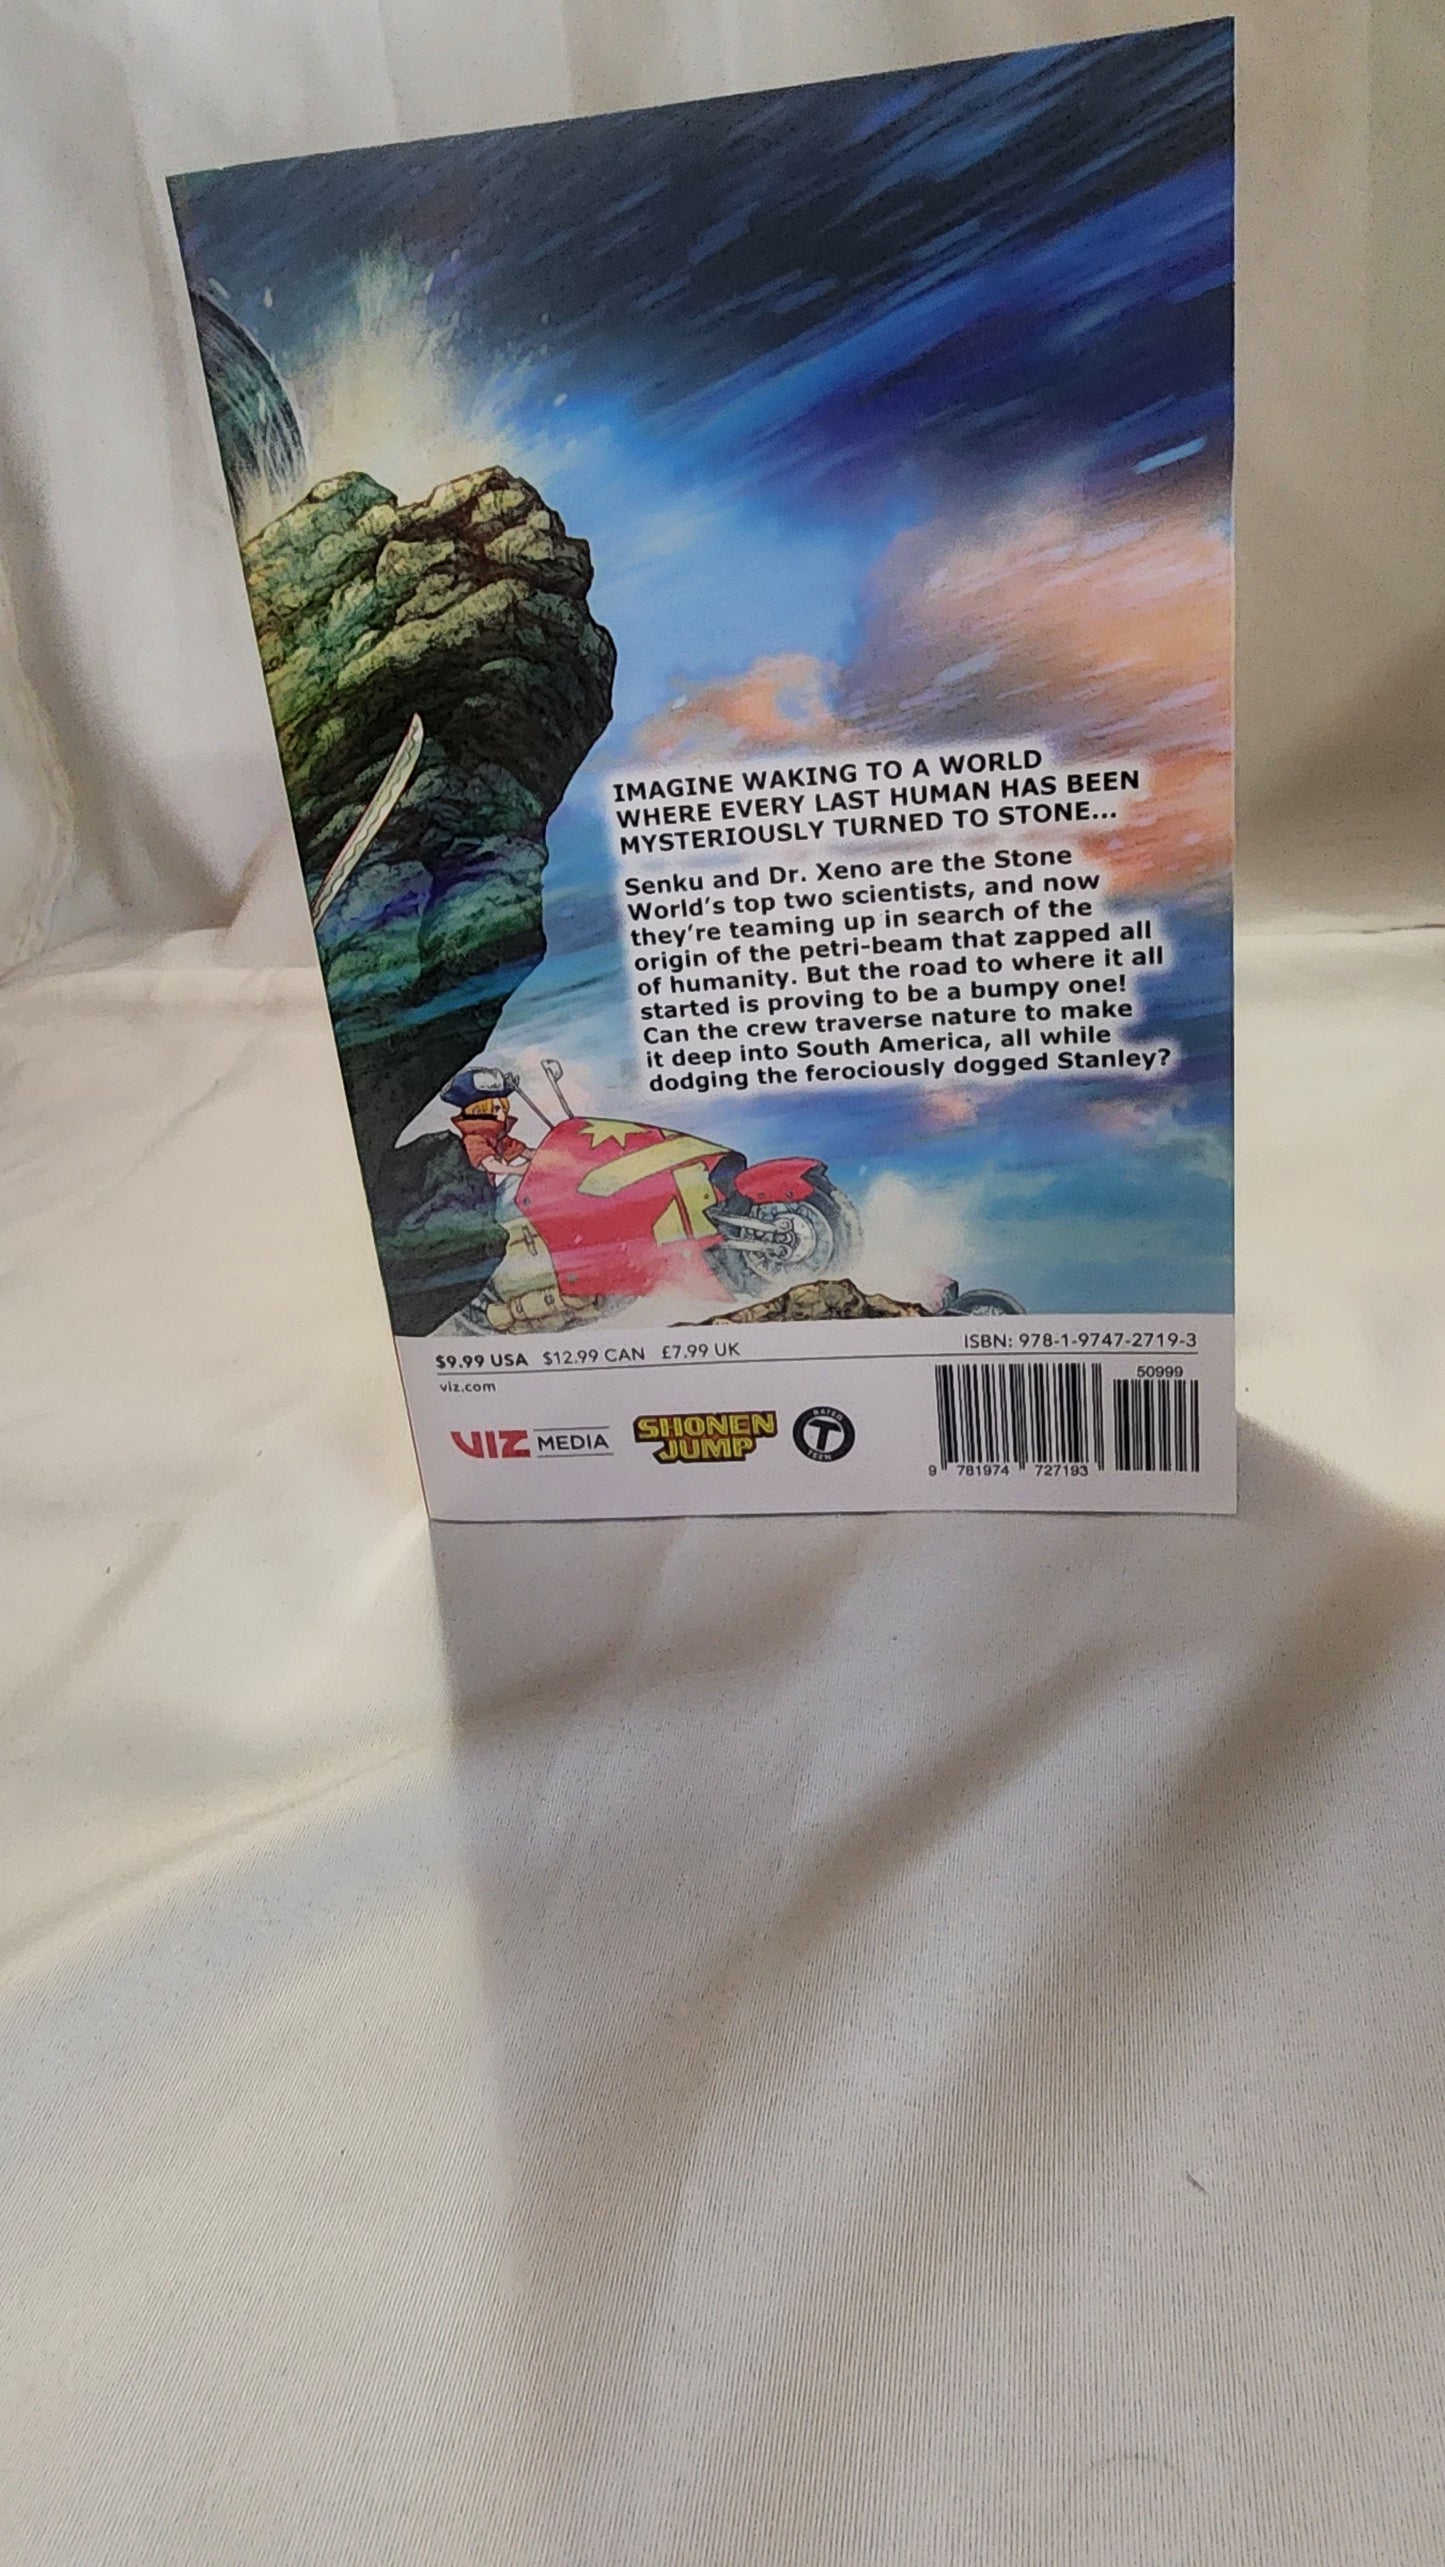 IMAGINE WAKING TO A WORLD
WHERE EVERY LAST HUMAN HAS BEEN
MYSTERIOUSLY TURNED TO STONE...
Senku and Dr. Xeno are the Stone
World's top two scientists, and now
they're teaming up in search of the
origin of the petri-beam that zapped all
of humanity. But the road to where it all
started is proving to be a bumpy one!
Can the crew traverse nature to make
it deep into South America, all while
dodging the ferociously dogged Stanley?
$9.99 USA $12.99 CAN £7.99 UK
ISBN: 978-1-9747-2719-3
viz.com
50999
VIZ MEDIA
SHONEN
JUMP
RATED
T
TEEN
9 781974 727193